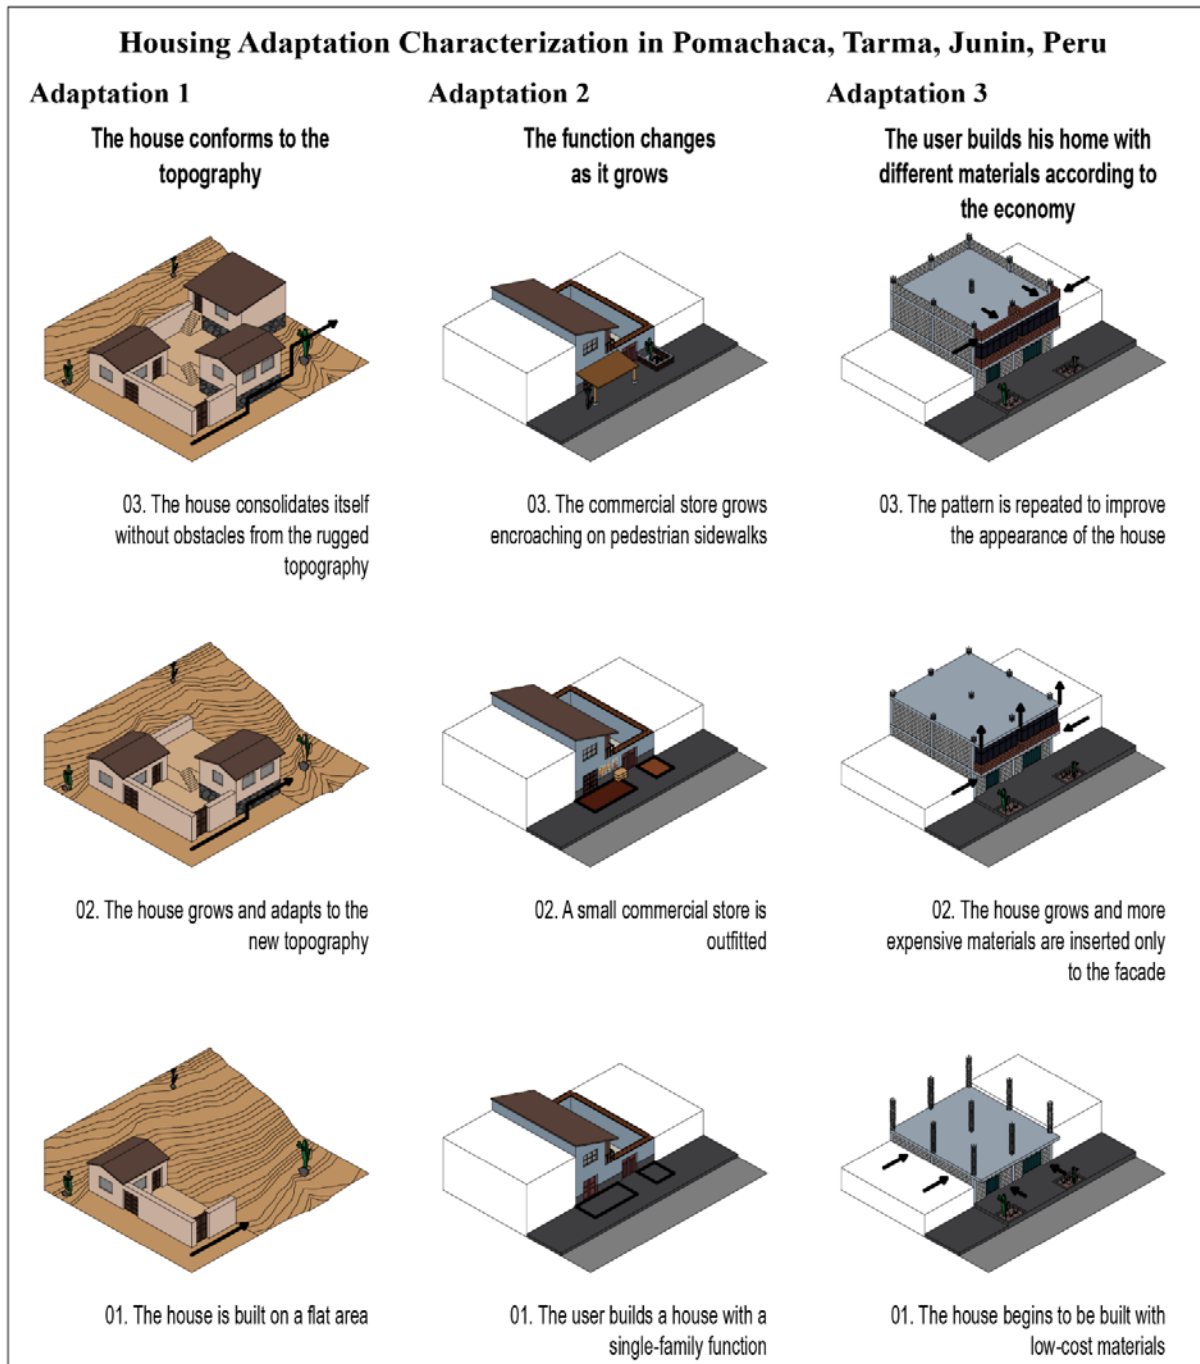 Housing Adaptation Characterization in Pomachaca, Tarma, Junin, Peru
Adaptation 1
The house conforms to the
topography
03. The house consolidates itself
without obstacles from the rugged
topography
02. The house grows and adapts to the
new topography
01. The house is built on a flat area
Adaptation 2
The function changes
as it grows
03. The commercial store grows
encroaching on pedestrian sidewalks
02. A small commercial store is
outfitted
01. The user builds a house with a
single-family function
Adaptation 3
The user builds his home with
different materials according to
the economy
03. The pattern is repeated to improve
the appearance of the house
02. The house grows and more
expensive materials are inserted only
to the facade
01. The house begins to be built with
low-cost materials